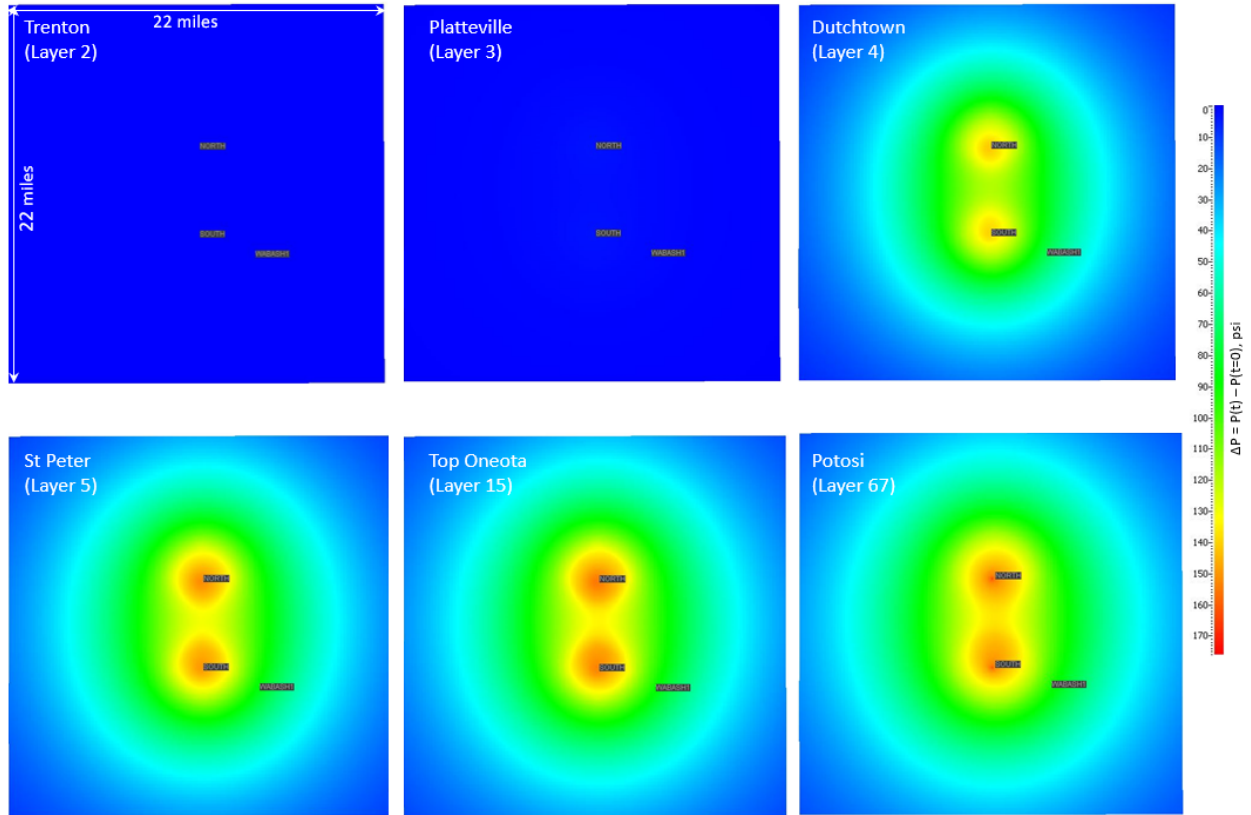 22 miles
22 miles
Trenton
(Layer 2)
NORTH
SOUTH
WABASH1
Platteville
(Layer 3)
NORTH
SOUTH
WABASH1
Dutchtown
(Layer 4)
NORTH
SOUTH
WABASH1
St Peter
(Layer 5)
NORTH
SOUTH
WABASH1
Top Oneota
(Layer 15)
NORTH
SOUTH
WABASH1
Potosi
(Layer 67)
NORTH
SOUTH
WABASH1
0
10
20
30
40
50
60
70
80
90
100
110
120
130
140
150
160
170
ΔP = P(t) – P(t=0), psi